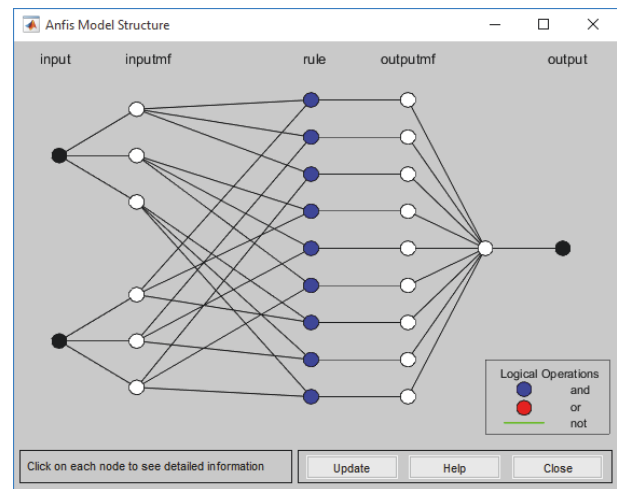 Anfis Model Structure
input inputmf rule outputmf output
Logical Operations
and
or
not
Click on each node to see detailed information
Update Help Close